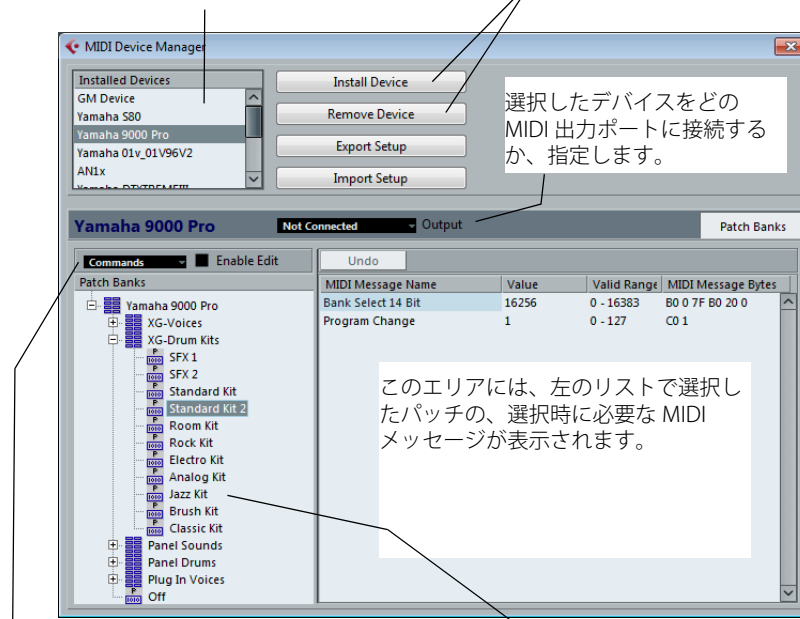 MIDI Device Manager
Installed Devices
GM Device
Yamaha S80
Yamaha 9000 Pro
Yamaha 01v_01V96V2
AN1x
Yamaha DTXTREMEIII
Install Device
Remove Device
Export Setup
Import Setup
選択したデバイスをどの
MIDI 出力ポートに接続する
か、指定します。
Yamaha 9000 Pro
Not Connected
Output
Patch Banks
Commands
Enable Edit
Undo
Patch Banks
Yamaha 9000 Pro
XG-Voices
XG-Drum Kits
SFX 1
SFX 2
Standard Kit
Standard Kit 2
Room Kit
Rock Kit
Electro Kit
Analog Kit
Jazz Kit
Brush Kit
Classic Kit
Panel Sounds
Panel Drums
Plug In Voices
Off
MIDI Message Name Value Valid Range MIDI Message Bytes
Bank Select 14 Bit 16256 0 - 16383 B0 0 7F B0 20 0
Program Change 1 0 - 127 C0 1
このエリアには、左のリストで選択し
たパッチの、選択時に必要な MIDI
メッセージが表示されます。